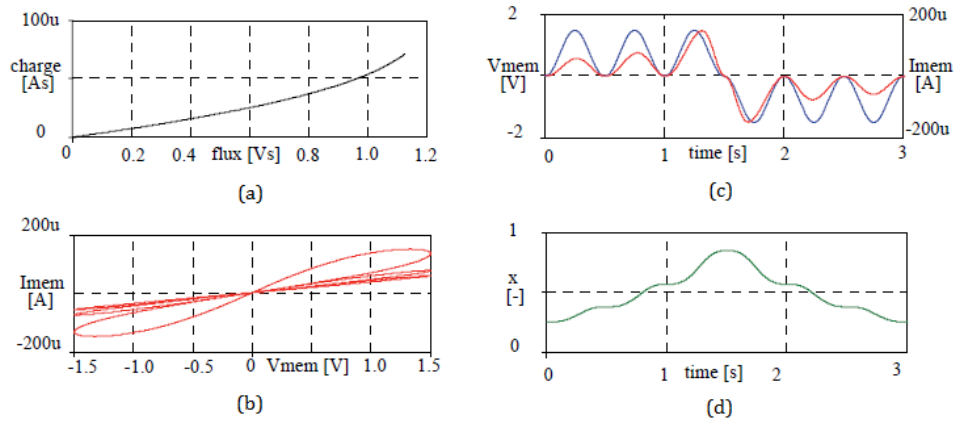 100u
charge
[As]
0
0 0.2 0.4 0.6 0.8 1.0 1.2
flux [Vs]
(a)
2
Vmem
[V]
-2
200u
Imem
[A]
-200u
0 1 2 3
time [s]
(c)
200u
Imem
[A]
-200u
-1.5 -1.0 -0.5 0 Vmem [V] 1.0 1.5
(b)
1
x
[-]
0
0 1 2 3
time [s]
(d)